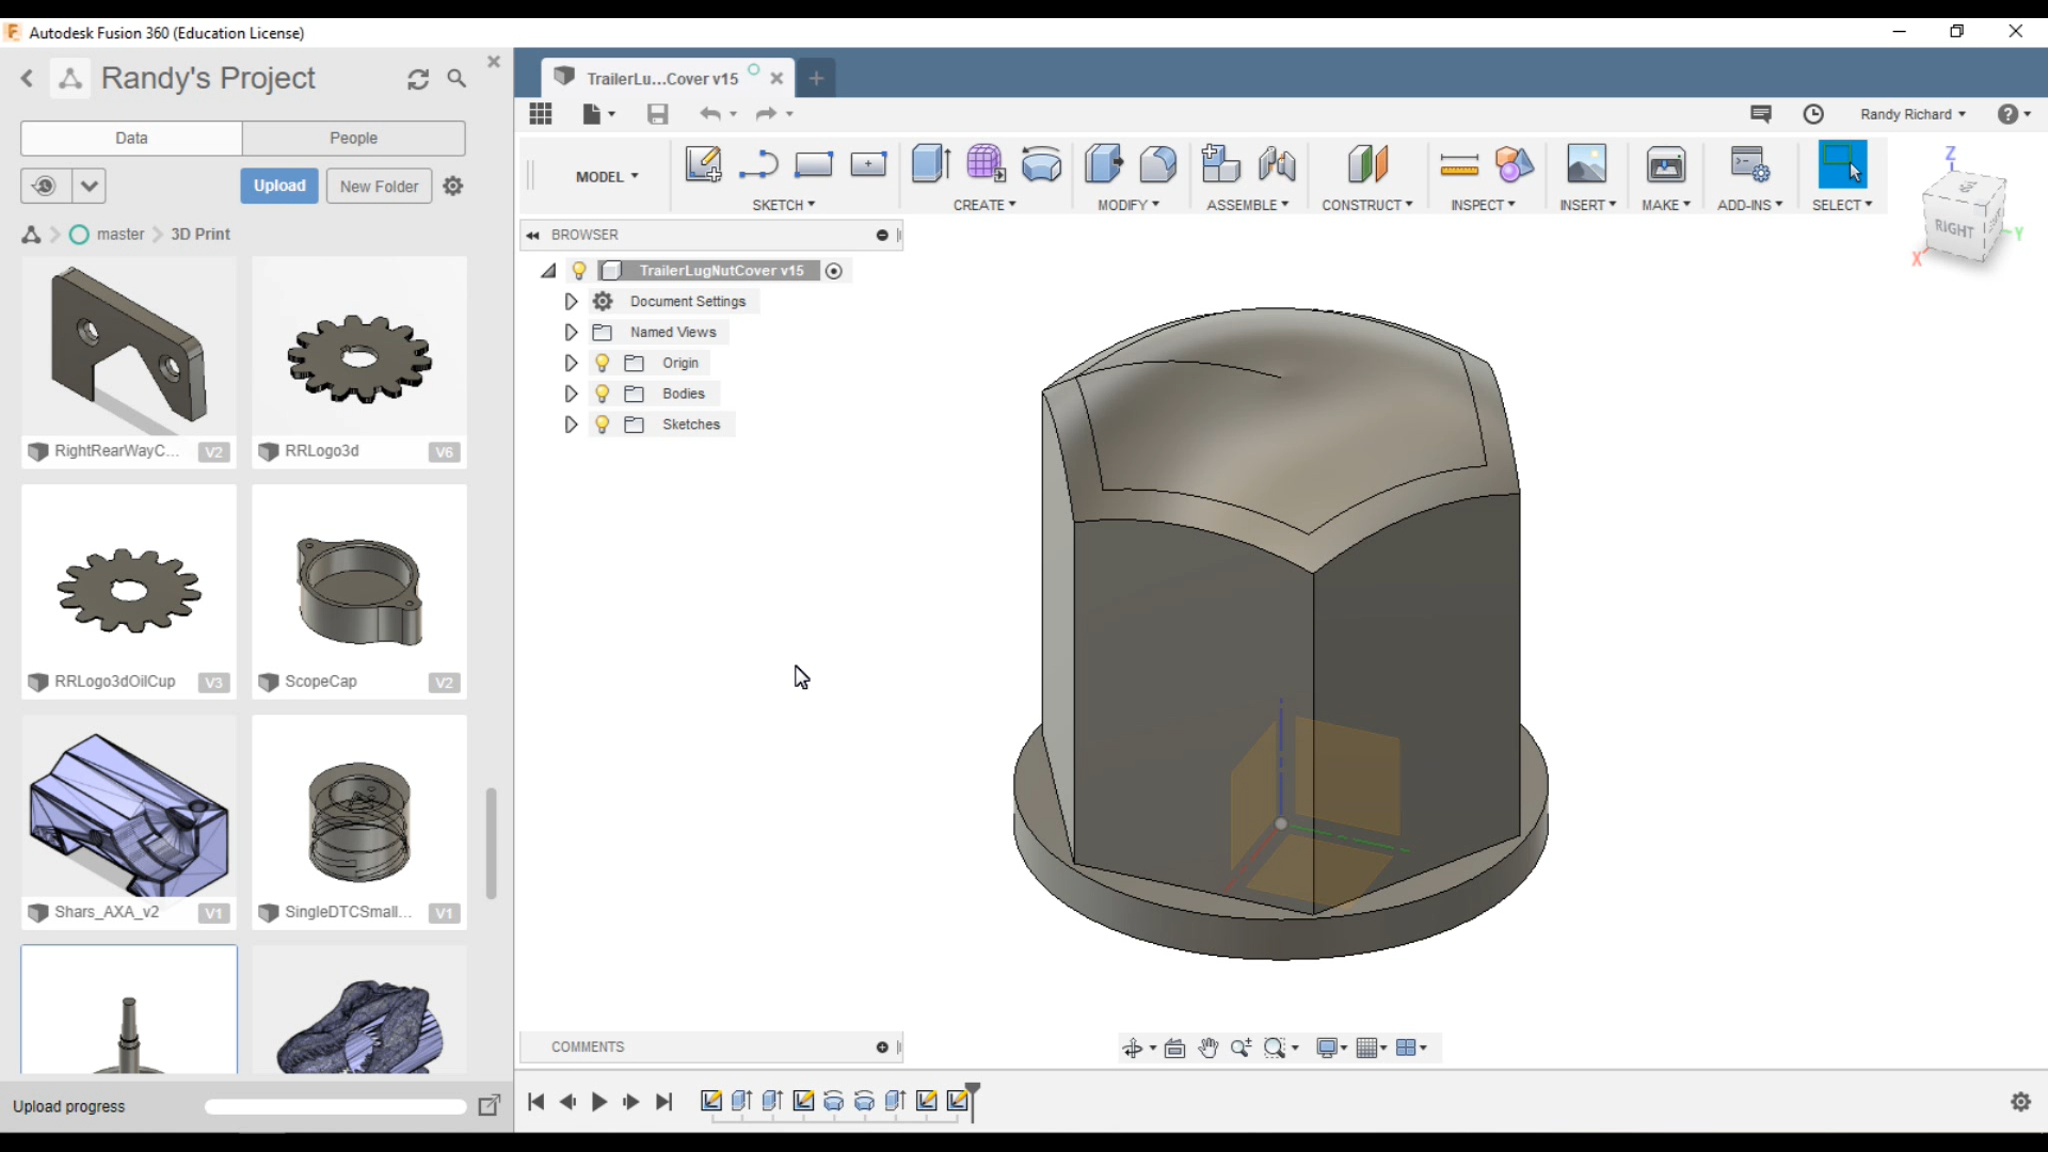 Autodesk Fusion 360 (Education License)
Randy's Project
TrailerLu...Cover v15
Data
People
Randy Richard
Upload
New Folder
MODEL
SKETCH
CREATE
MODIFY
ASSEMBLE
CONSTRUCT
INSPECT
INSERT
MAKE
ADD-INS
SELECT
Z
RIGHT
Y
X
master
3D Print
BROWSER
TrailerLugNutCover v15
Document Settings
Named Views
Origin
Bodies
Sketches
RightRearWayC...
V2
RRLogo3d
V6
RRLogo3dOilCup
V3
ScopeCap
V2
Shars_AXA_v2
V1
SingleDTCSmall...
V1
COMMENTS
Upload progress